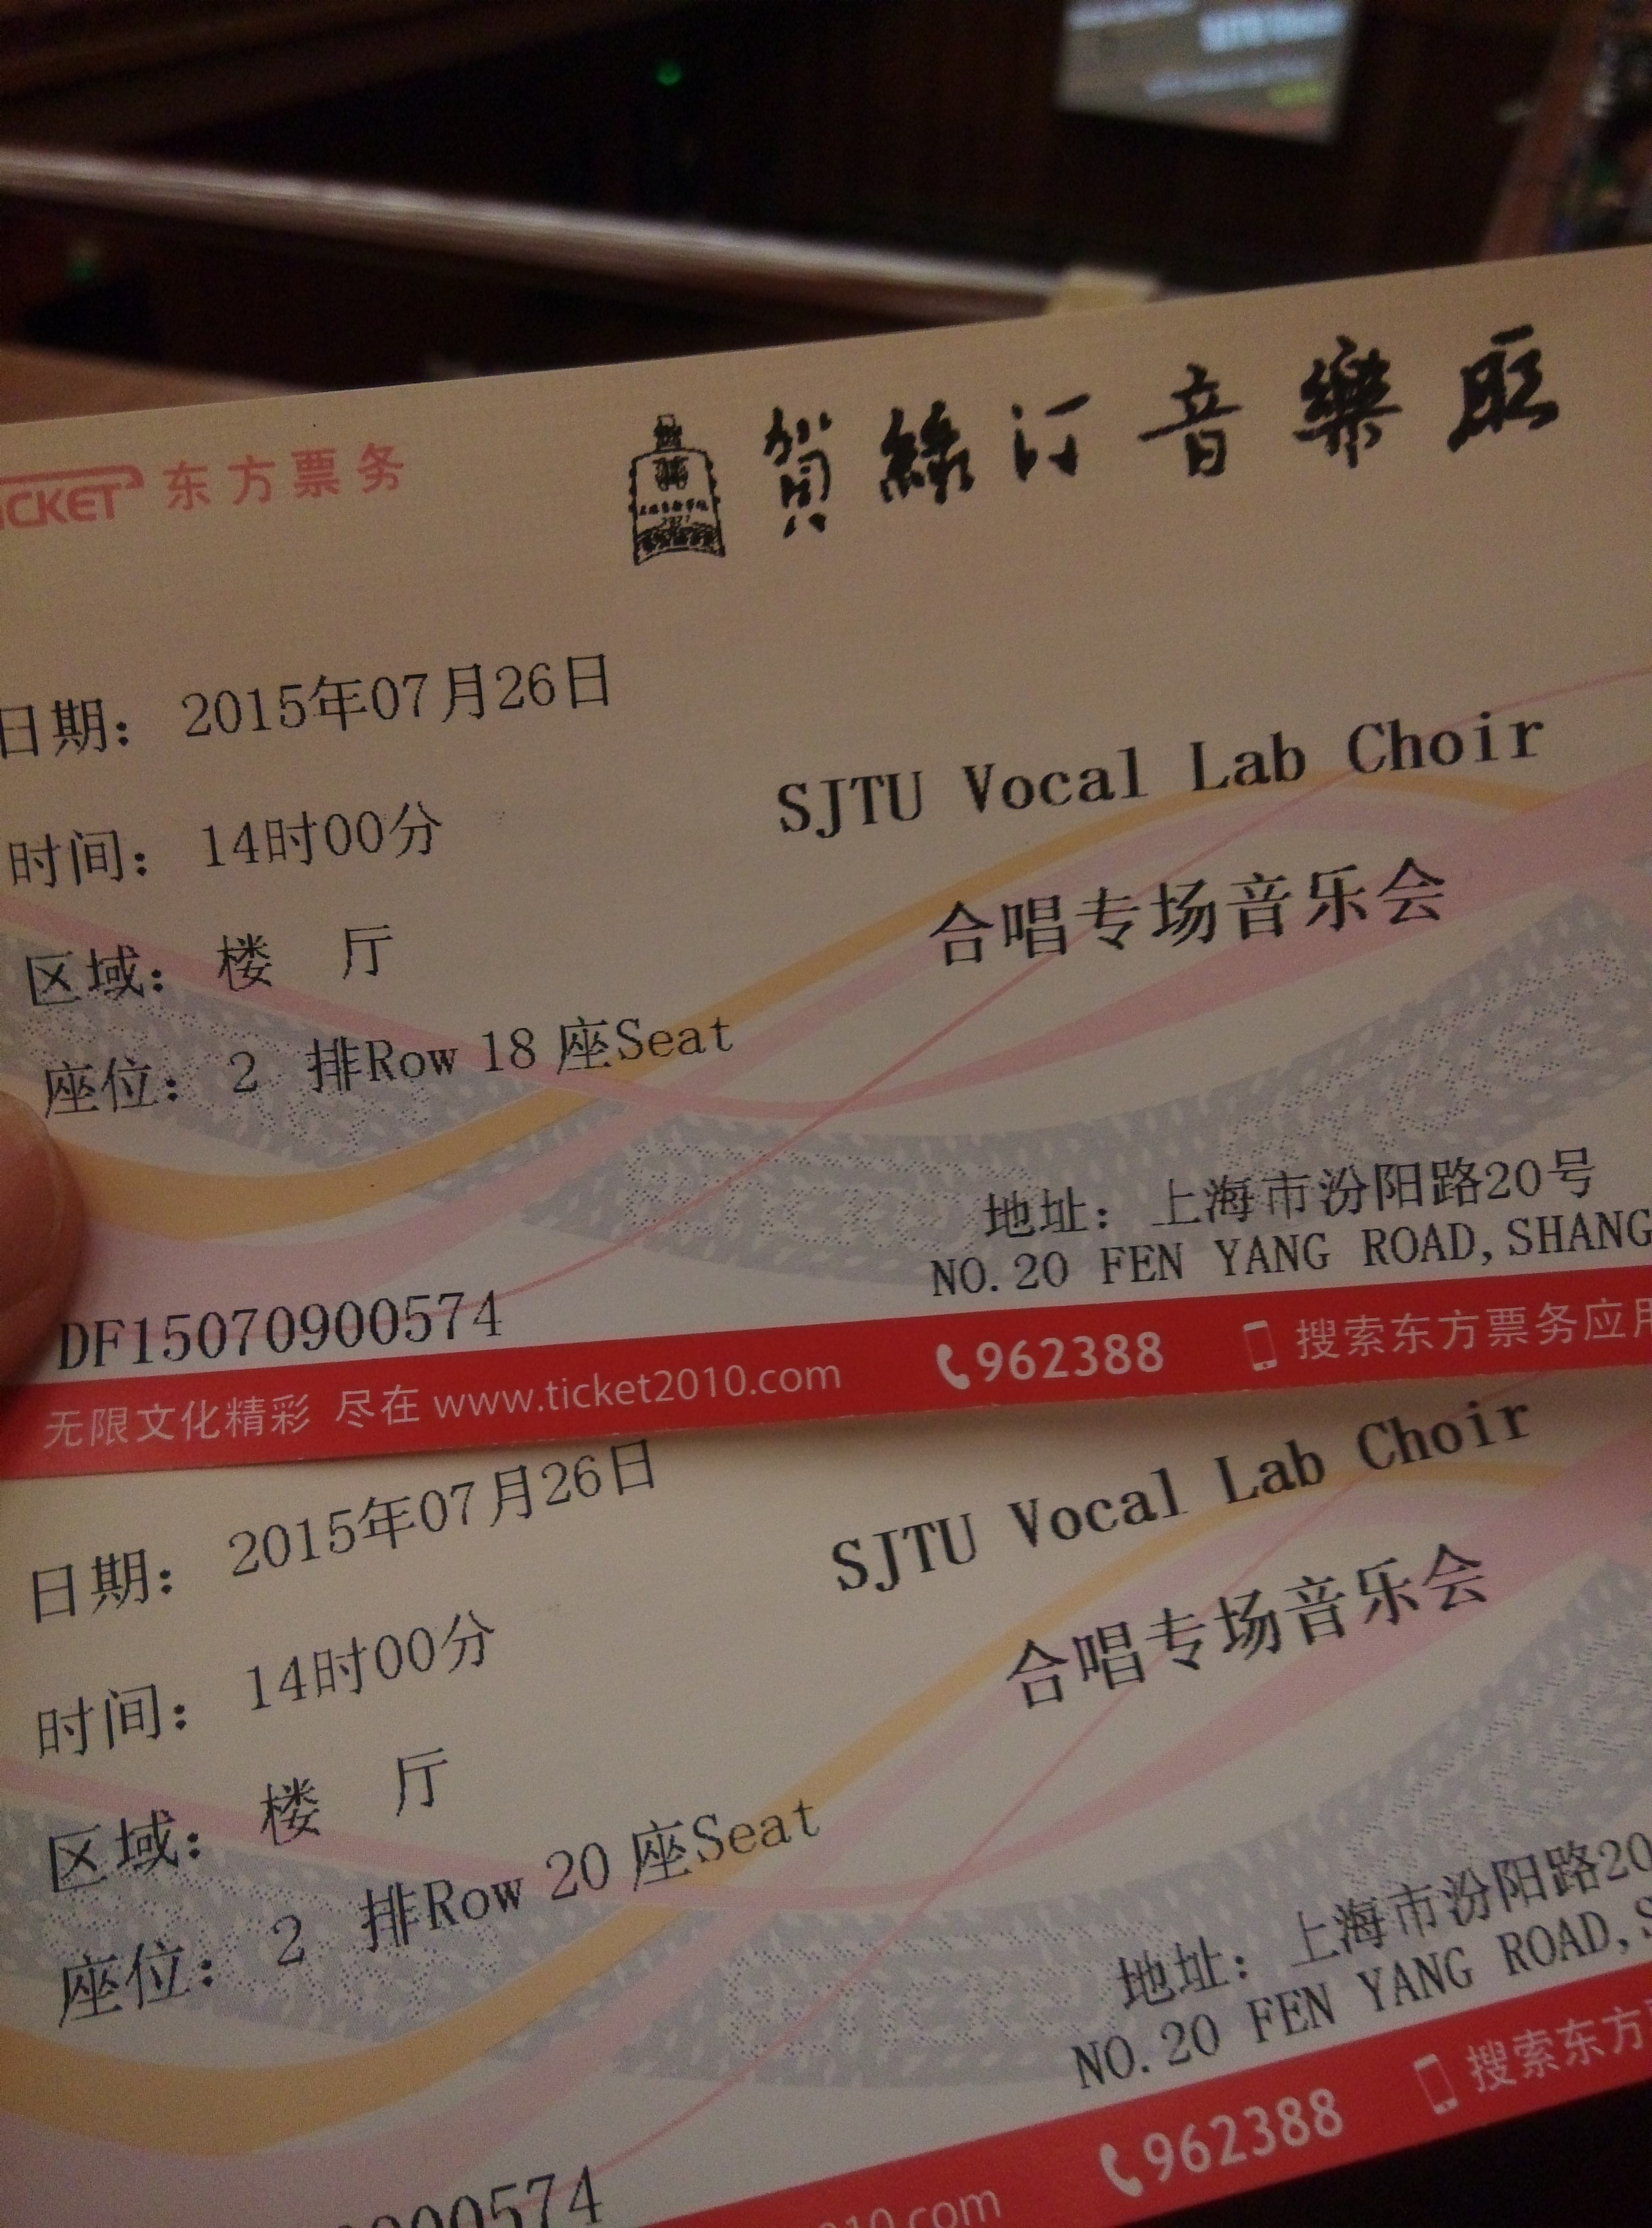 ICKET 东方票务
賀綠汀音樂廳
日期： 2015年07月26日
SJTU Vocal Lab Choir
时间： 14时00分
合唱专场音乐会
区域： 楼 厅
座位： 2 排Row 18 座Seat
地址：上海市汾阳路20号
NO.20 FEN YANG ROAD,SHANG
DF15070900574
无限文化精彩 尽在 www.ticket2010.com 962388 搜索东方票务应用
日期： 2015年07月26日
SJTU Vocal Lab Choir
时间： 14时00分
合唱专场音乐会
区域： 楼 厅
座位： 2 排Row 20 座Seat
地址：上海市汾阳路20
NO.20 FEN YANG ROAD,S
00574
010.com 962388 搜索东方